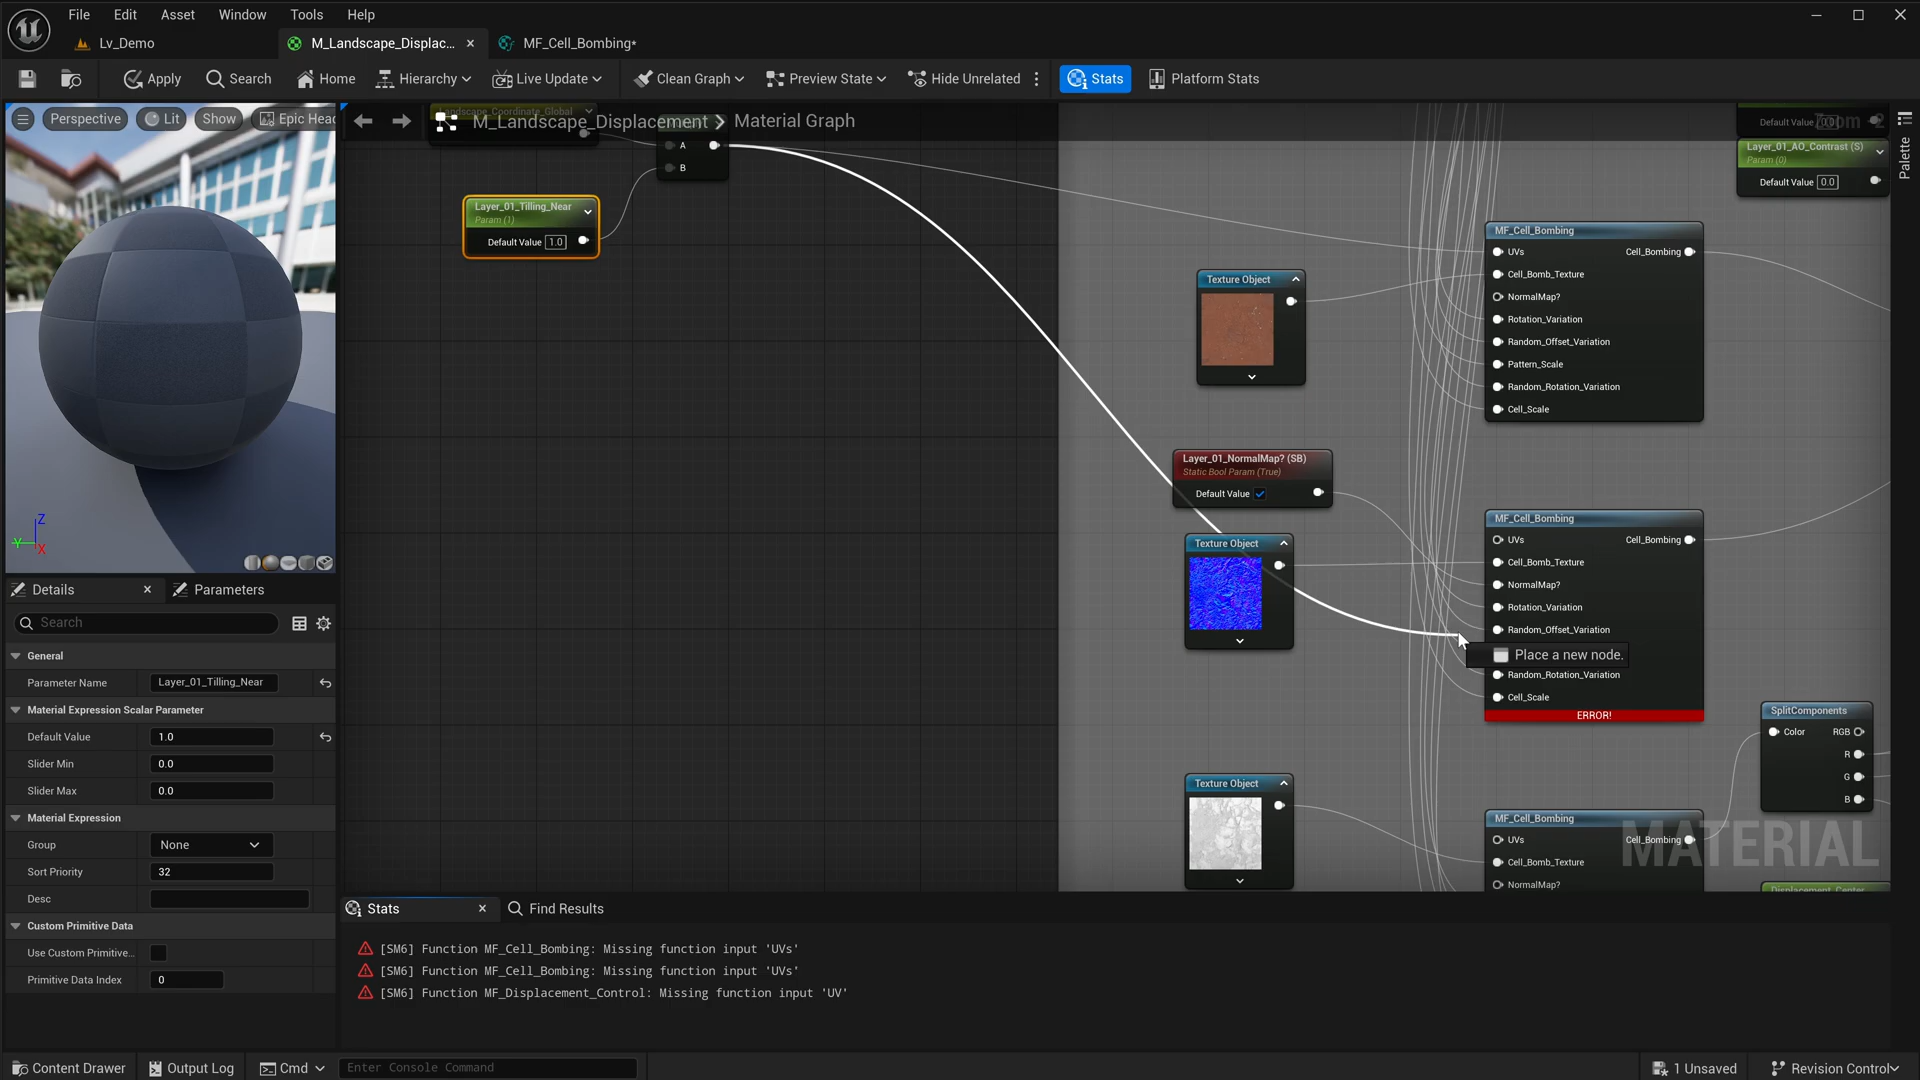 File Edit Asset Window Tools Help
Lv_Demo M_Landscape_Displac... MF_Cell_Bombing*
Apply Search Home Hierarchy Live Update Clean Graph Preview State Hide Unrelated Stats Platform Stats
Perspective Lit Show Epic Head
Landscape_Coordinate_Global
M_Landscape_Displacement > Material Graph
Zoom -2
Palette
A
B
Layer_01_Tilling_Near
Param (1)
Default Value 1.0
Default Value 0.0
Layer_01_AO_Contrast (S)
Param (0)
Default Value 0.0
Texture Object
MF_Cell_Bombing
UVs Cell_Bombing
Cell_Bomb_Texture
NormalMap?
Rotation_Variation
Random_Offset_Variation
Pattern_Scale
Random_Rotation_Variation
Cell_Scale
Layer_01_NormalMap? (SB)
Static Bool Param (True)
Default Value
Texture Object
MF_Cell_Bombing
UVs Cell_Bombing
Cell_Bomb_Texture
NormalMap?
Rotation_Variation
Random_Offset_Variation
Place a new node.
Random_Rotation_Variation
Cell_Scale
ERROR!
SplitComponents
Color RGB
R
G
B
Texture Object
MF_Cell_Bombing
UVs Cell_Bombing
Cell_Bomb_Texture
NormalMap?
MATERIAL
Displacement_Center
Z
Y
X
Details Parameters
Search
General
Parameter Name Layer_01_Tilling_Near
Material Expression Scalar Parameter
Default Value 1.0
Slider Min 0.0
Slider Max 0.0
Material Expression
Group None
Sort Priority 32
Desc
Custom Primitive Data
Use Custom Primitive...
Primitive Data Index 0
Stats Find Results
[SM6] Function MF_Cell_Bombing: Missing function input 'UVs'
[SM6] Function MF_Cell_Bombing: Missing function input 'UVs'
[SM6] Function MF_Displacement_Control: Missing function input 'UV'
Content Drawer Output Log Cmd Enter Console Command 1 Unsaved Revision Control